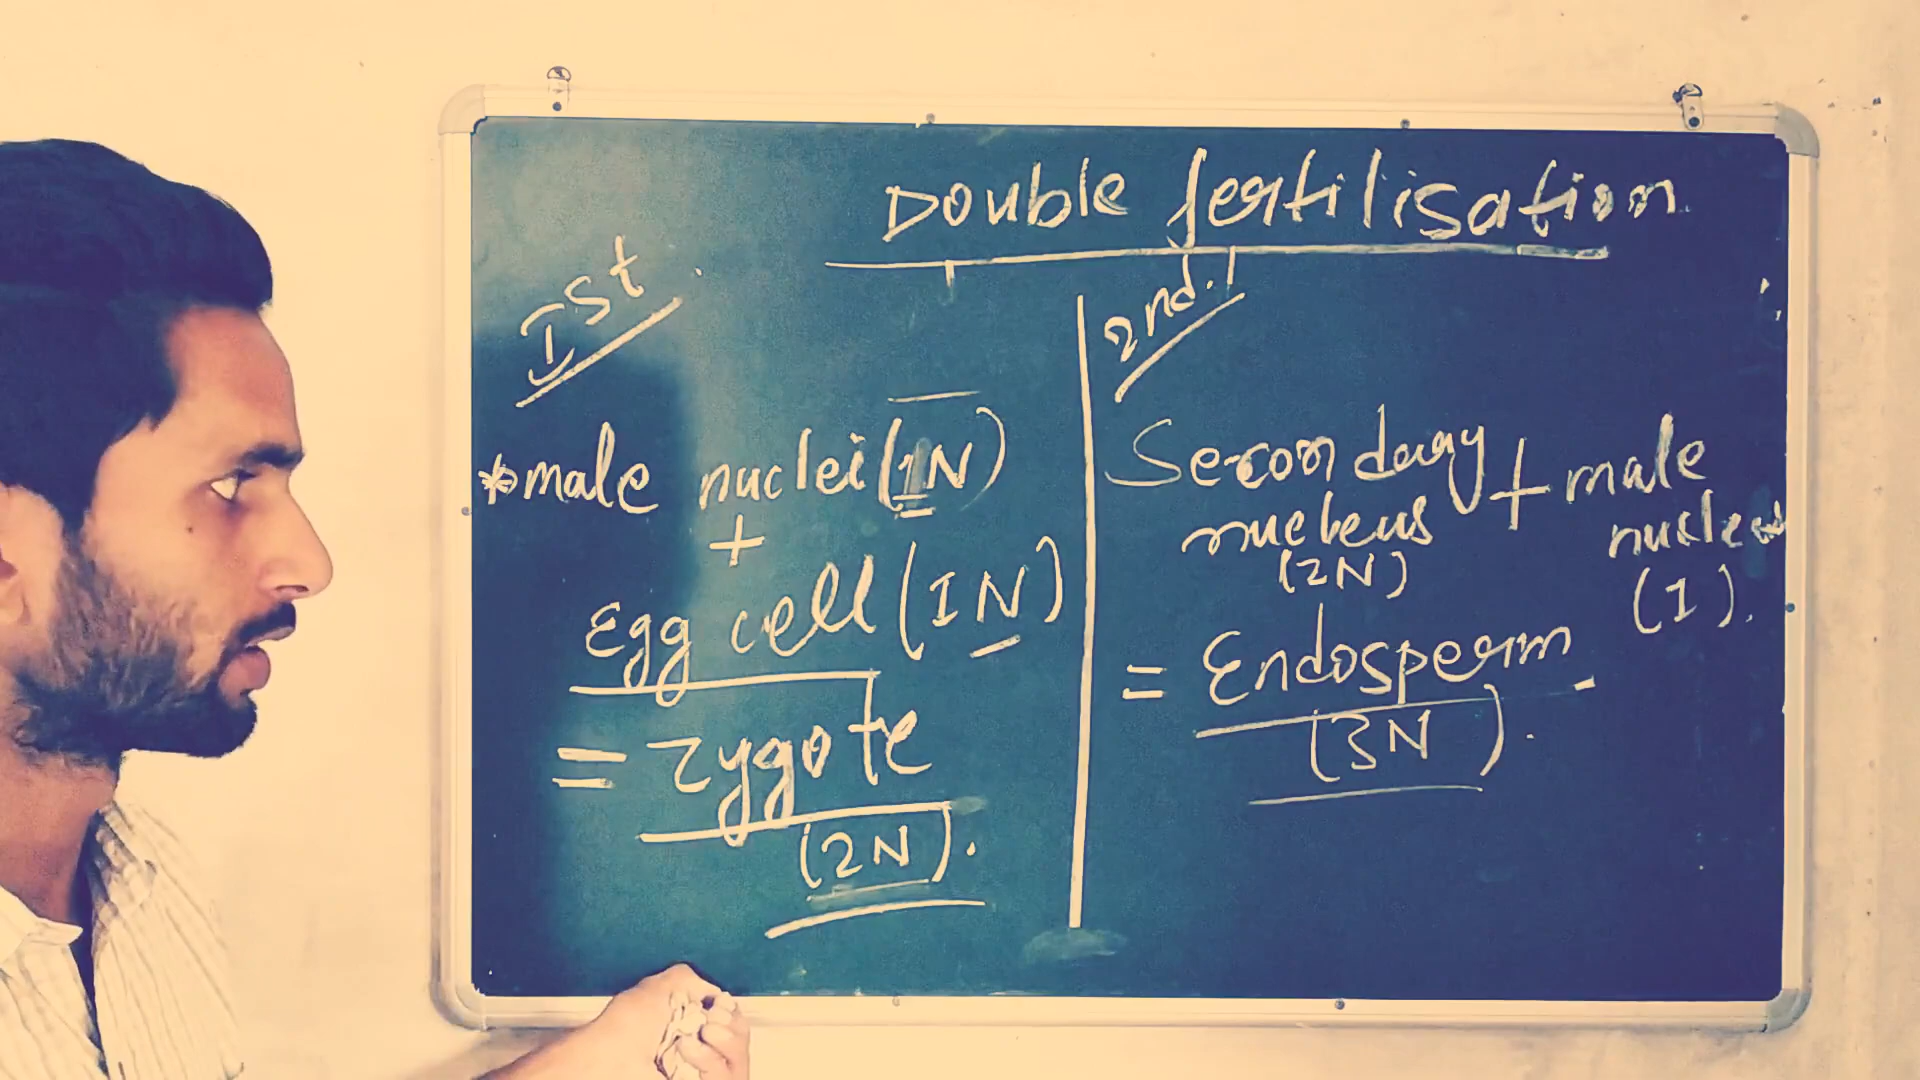 Double fertilisation
Ist
*male nuclei (1N)
+
Egg cell (IN)
= Zygote
(2N).
2nd.
Secondary + male
nucleus nucleus
(2N) (1).
= Endosperm
(3N).